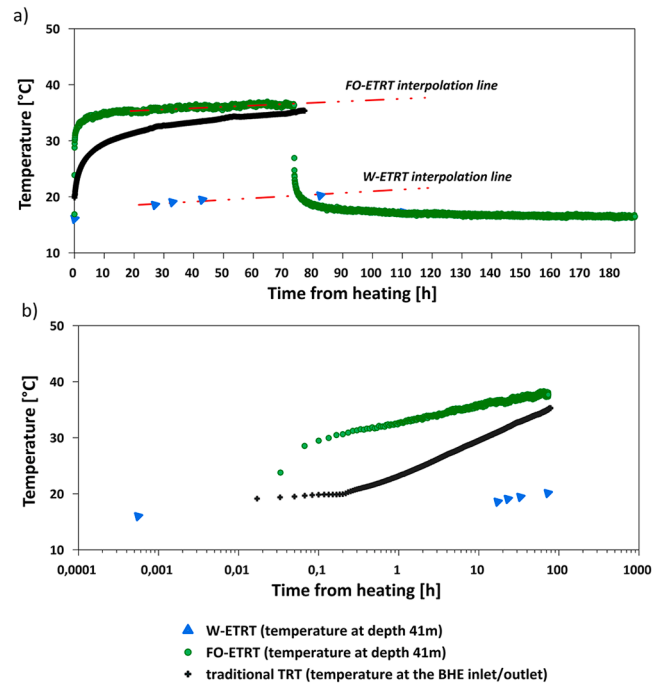 a)
50
40
30
20
10
Temperature [°C]
FO-ETRT interpolation line
W-ETRT interpolation line
0 10 20 30 40 50 60 70 80 90 100 110 120 130 140 150 160 170 180
Time from heating [h]
b)
50
40
30
20
10
Temperature [°C]
0,0001 0,001 0,01 0,1 1 10 100 1000
Time from heating [h]
W-ETRT (temperature at depth 41m)
FO-ETRT (temperature at depth 41m)
traditional TRT (temperature at the BHE inlet/outlet)